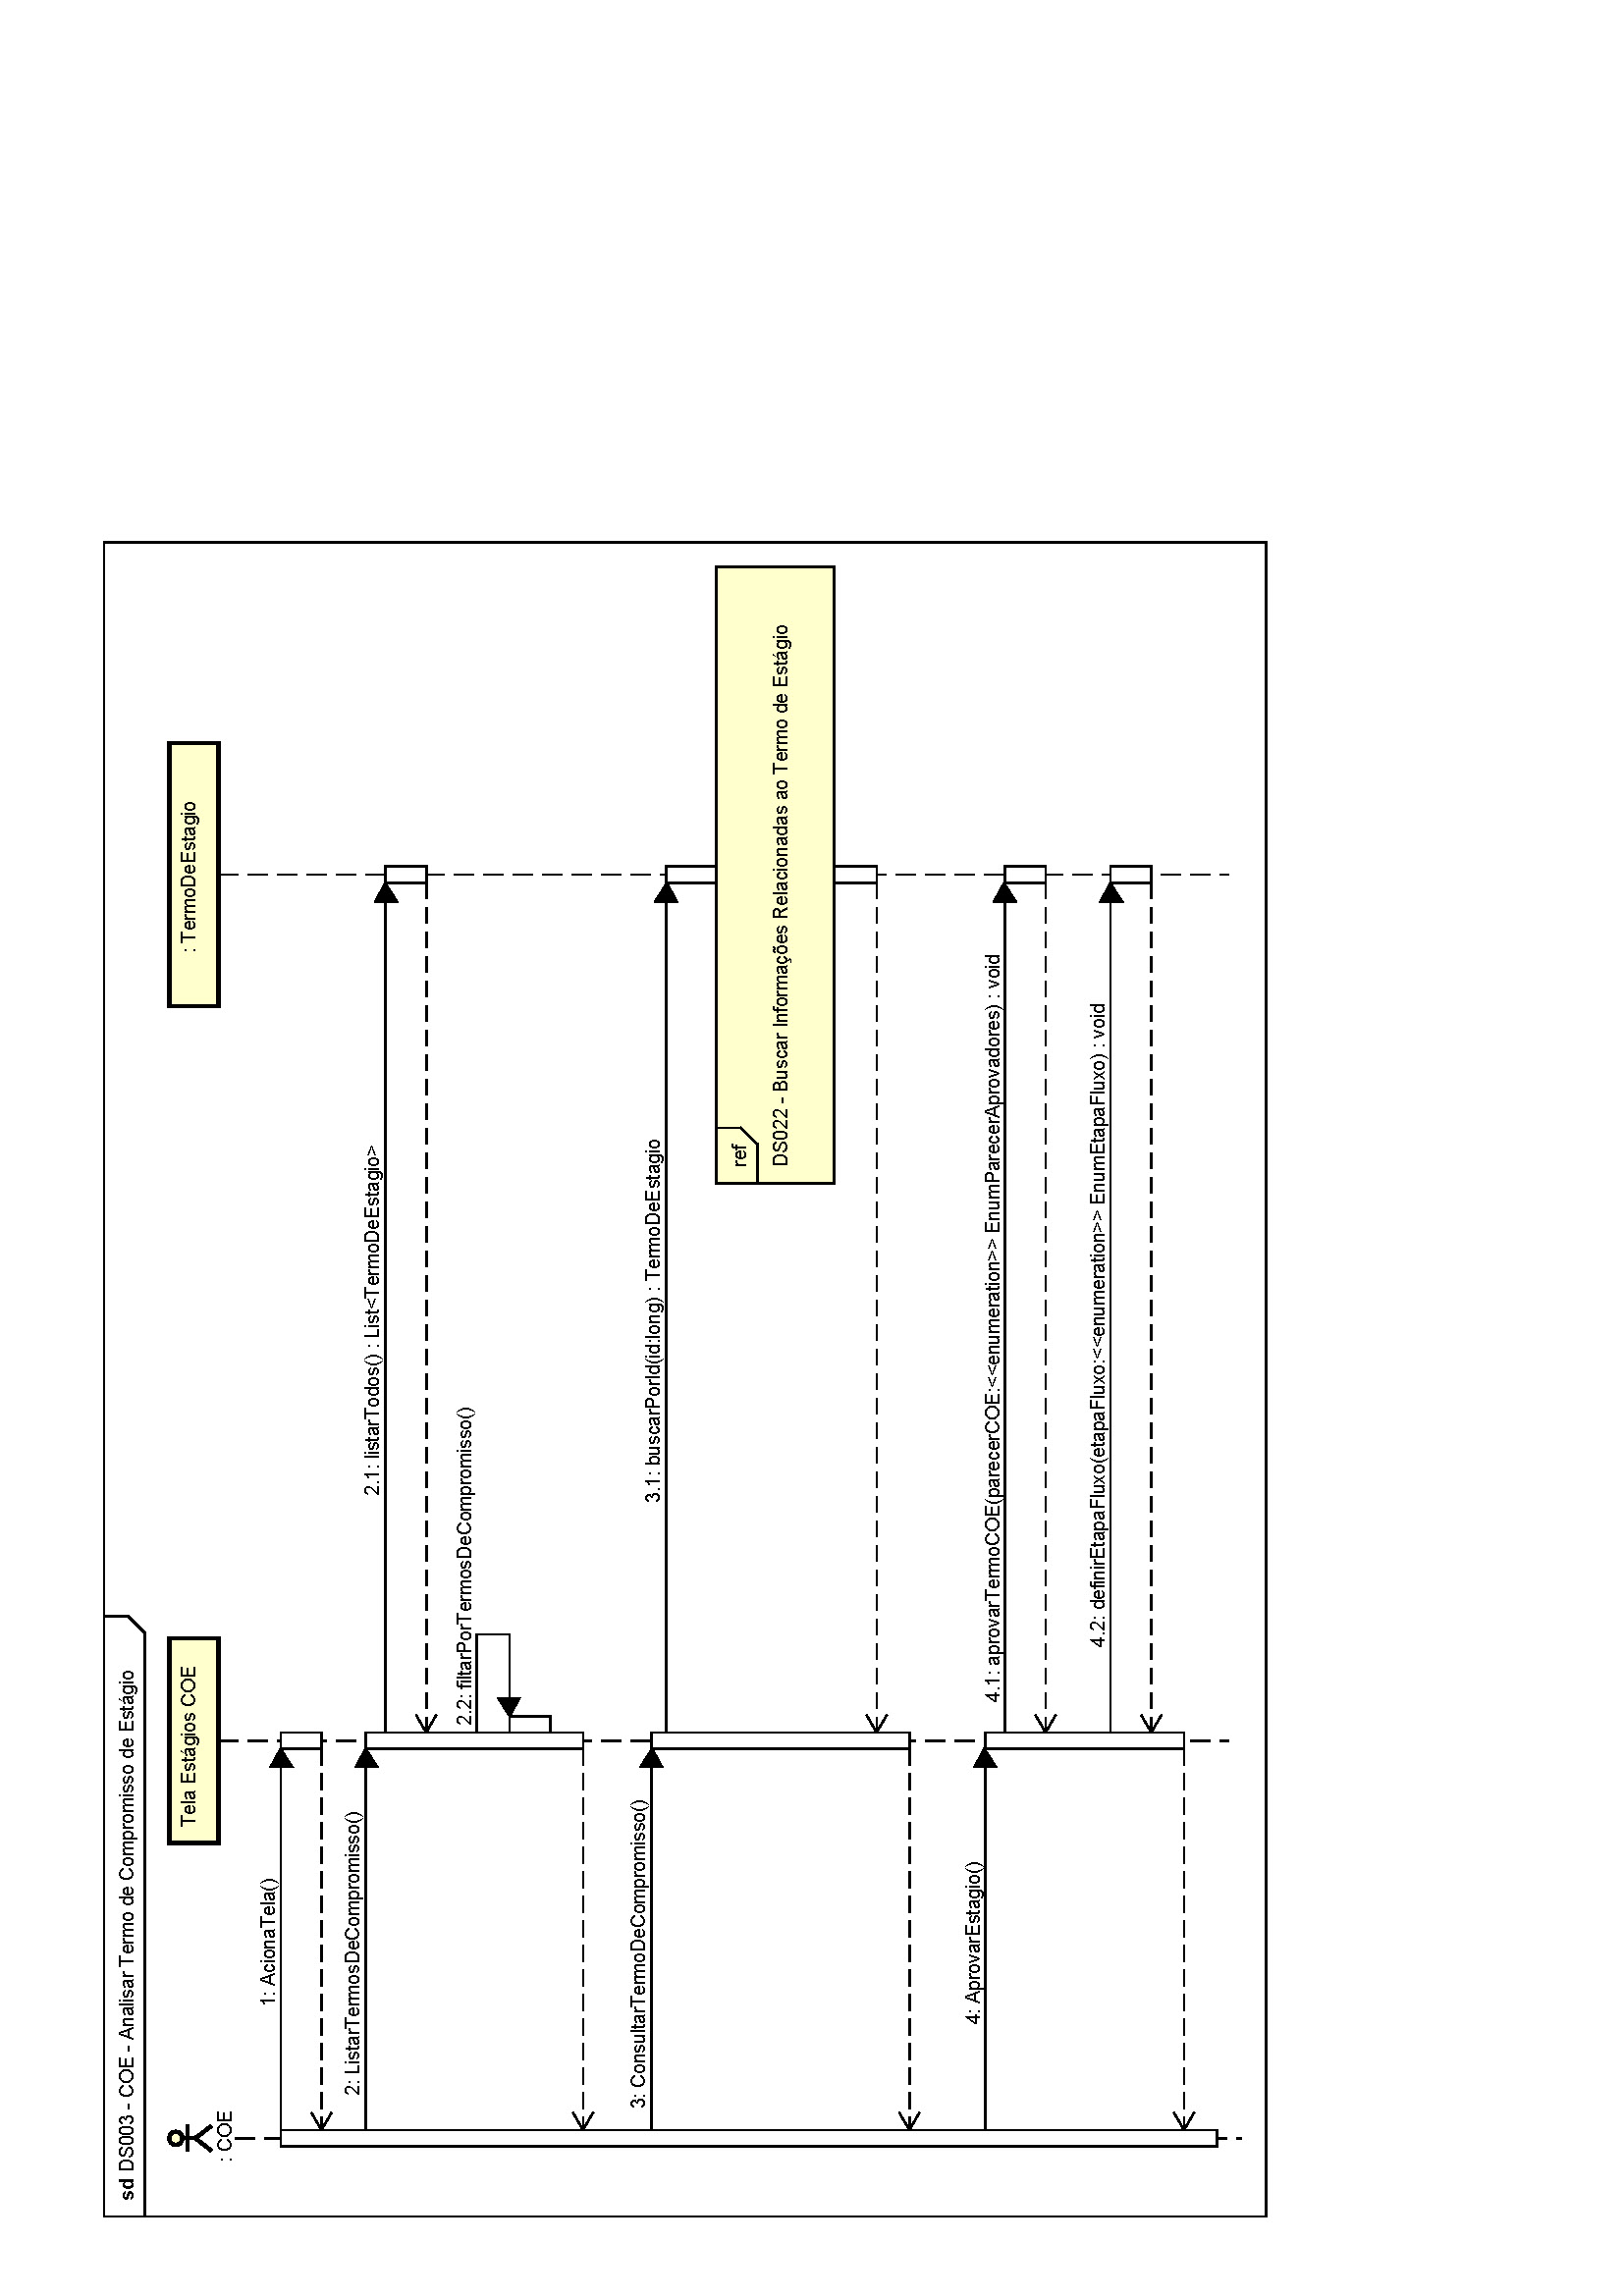 sd DS003 - COE - Analisar Termo de Compromisso de Estágio
: COE
Tela Estágios COE
: TermoDeEstagio
1: AcionaTela()
2: ListarTermosDeCompromisso()
2.1: listarTodos() : List<TermoDeEstagio>
2.2: filtarPorTermosDeCompromisso()
3: ConsultarTermoDeCompromisso()
3.1: buscarPorId(id:long) : TermoDeEstagio
ref
DS022 - Buscar Informações Relacionadas ao Termo de Estágio
4: AprovarEstagio()
4.1: aprovarTermoCOE(parecerCOE:<<enumeration>> EnumParecerAprovadores) : void
4.2: definirEtapaFluxo(etapaFluxo:<<enumeration>> EnumEtapaFluxo) : void